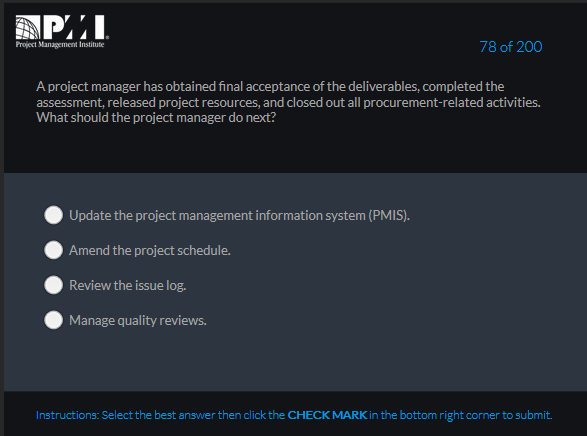 PMI
Project Management Institute
78 of 200
A project manager has obtained final acceptance of the deliverables, completed the
assessment, released project resources, and closed out all procurement-related activities.
What should the project manager do next?
Update the project management information system (PMIS).
Amend the project schedule.
Review the issue log.
Manage quality reviews.
Instructions: Select the best answer then click the CHECK MARK in the bottom right corner to submit.